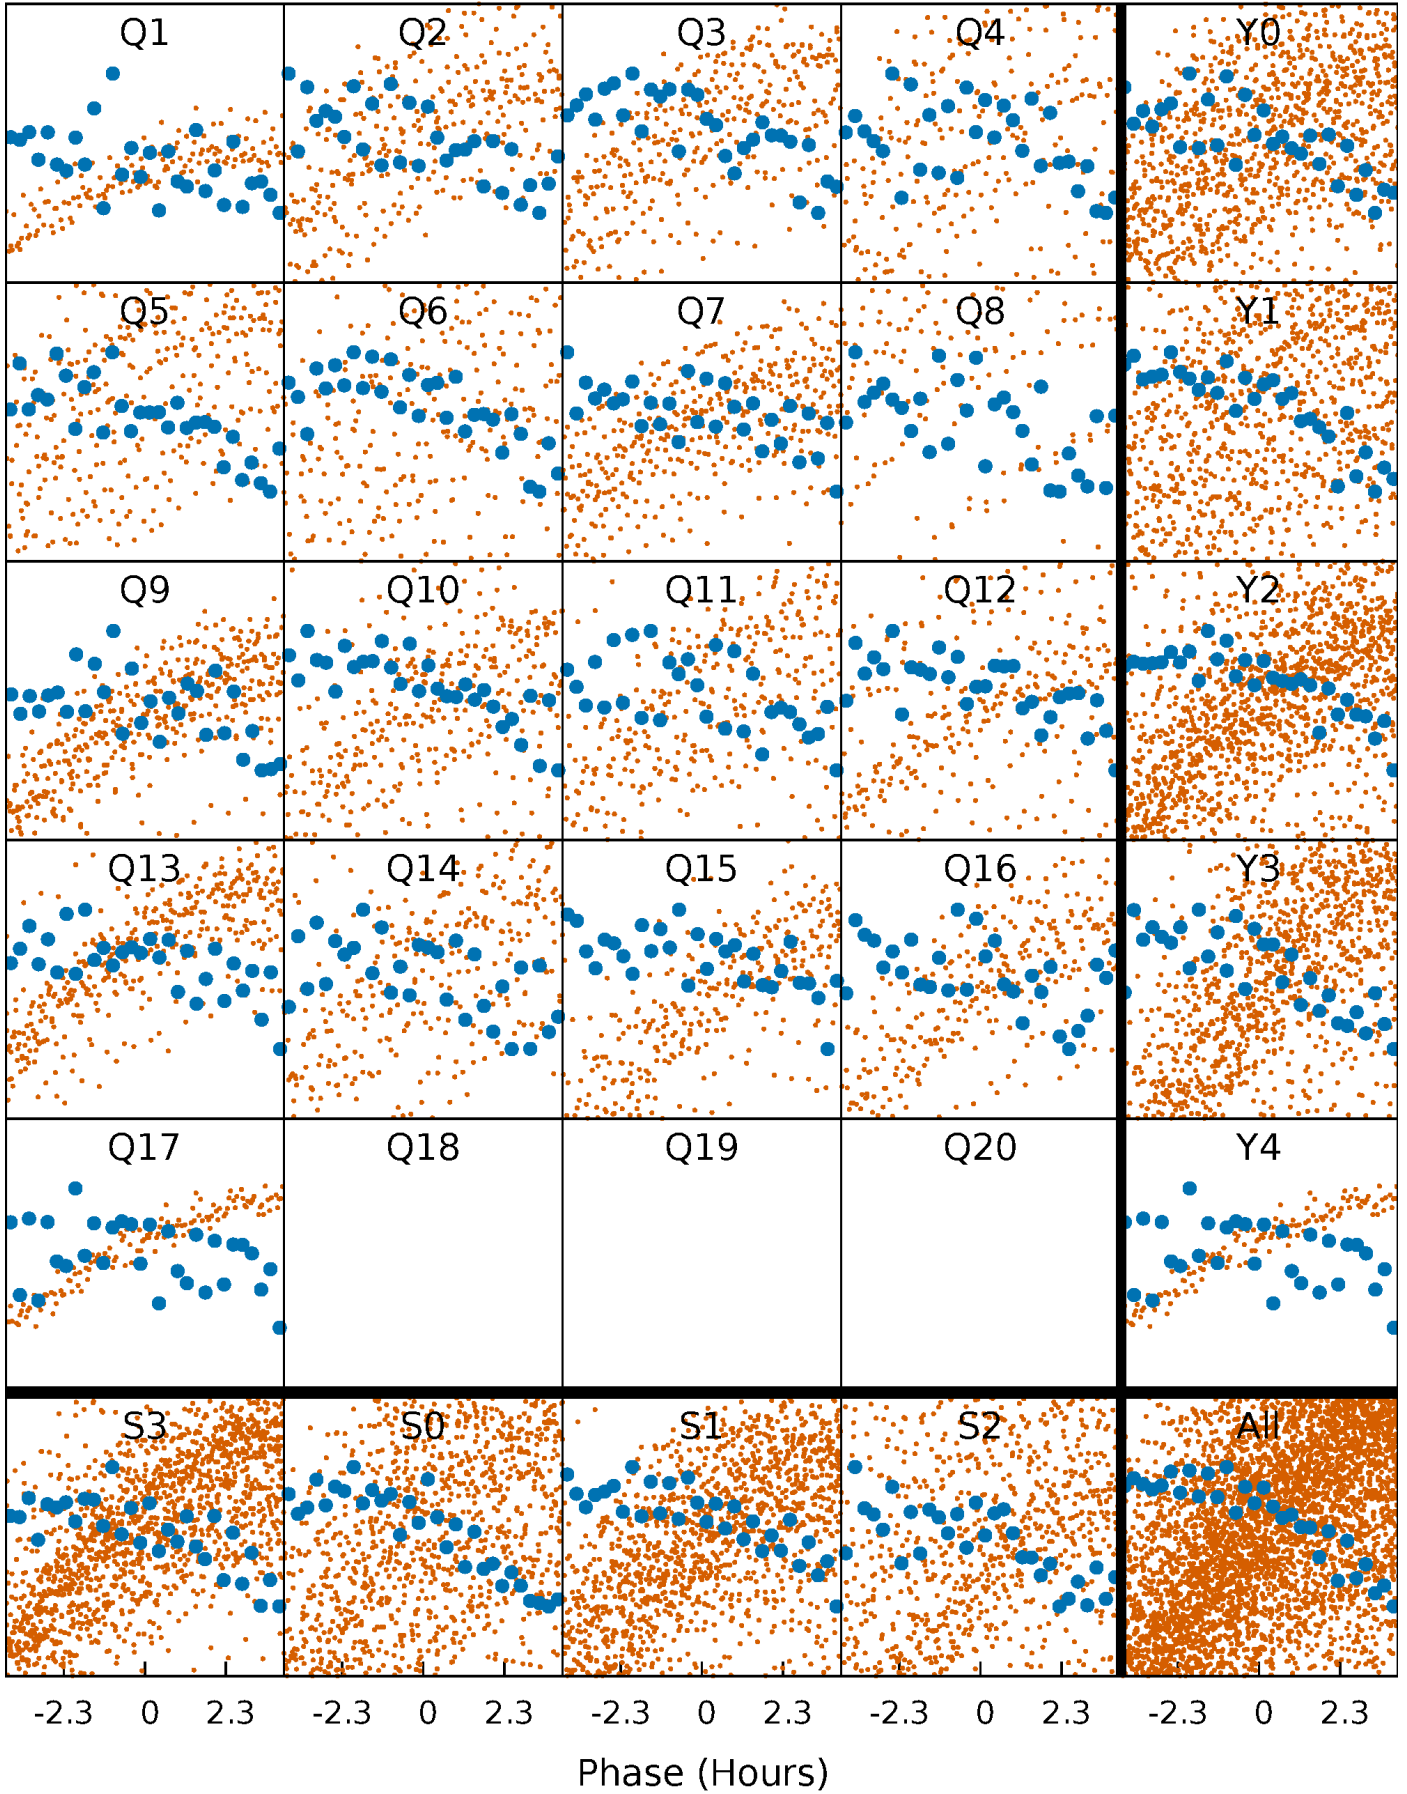 Q1 Q2 Q3 Q4 Y0
Q5 Q6 Q7 Q8 Y1
Q9 Q10 Q11 Q12 Y2
Q13 Q14 Q15 Q16 Y3
Q17 Q18 Q19 Q20 Y4
S3 S0 S1 S2 All
-2.3 0 2.3 -2.3 0 2.3 -2.3 0 2.3 -2.3 0 2.3 -2.3 0 2.3
Phase (Hours)